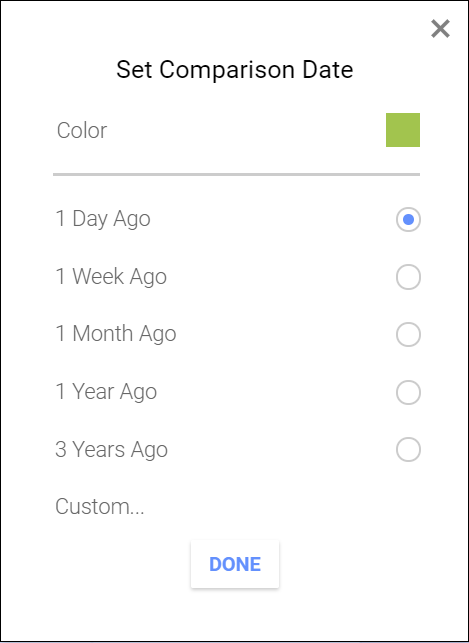 Set Comparison Date
Color
1 Day Ago
1 Week Ago
1 Month Ago
1 Year Ago
3 Years Ago
Custom...
DONE